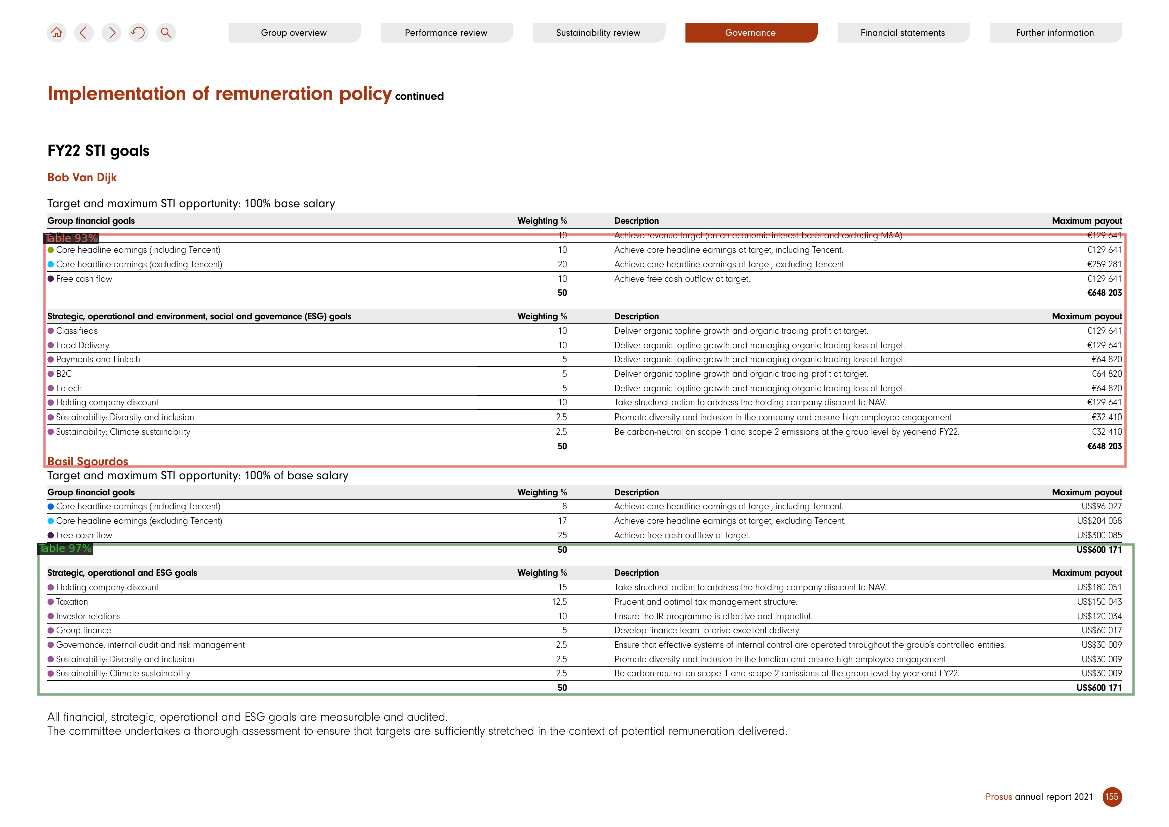 Group overview Performance review Sustainability review Governance Financial statements Further information
Implementation of remuneration policy continued
FY22 STI goals
Bob Van Dijk
Target and maximum STI opportunity: 100% base salary
Group financial goals Weighting % Description Maximum payout
Table 93% 10 Achieve revenue target (on an economic interest basis and excluding M&A). €129 641
Core headline earnings (including Tencent) 10 Achieve core headline earnings at target, including Tencent. €129 641
Core headline earnings (excluding Tencent) 20 Achieve core headline earnings at target, excluding Tencent. €259 281
Free cash flow 10 Achieve free cash outflow at target. €129 641
50 €648 203
Strategic, operational and environment, social and governance (ESG) goals Weighting % Description Maximum payout
Classifieds 10 Deliver organic topline growth and organic trading profit at target. €129 641
Food Delivery 10 Deliver organic topline growth and managing organic trading loss at target. €129 641
Payments and Fintech 5 Deliver organic topline growth and managing organic trading loss at target. €64 820
B2C 5 Deliver organic topline growth and organic trading profit at target. €64 820
Edtech 5 Deliver organic topline growth and managing organic trading loss at target. €64 820
Holding company discount 10 Take structural action to address the holding company discount to NAV. €129 641
Sustainability: Diversity and inclusion 2.5 Promote diversity and inclusion in the company and ensure high employee engagement. €32 410
Sustainability: Climate sustainability 2.5 Be carbon-neutral on scope 1 and scope 2 emissions at the group level by year-end FY22. €32 410
50 €648 203
Basil Sgourdos
Target and maximum STI opportunity: 100% of base salary
Group financial goals Weighting % Description Maximum payout
Core headline earnings (including Tencent) 8 Achieve core headline earnings at target, including Tencent. US$96 027
Core headline earnings (excluding Tencent) 17 Achieve core headline earnings at target, excluding Tencent. US$204 058
Free cash flow 25 Achieve free cash outflow at target. US$300 085
Table 97% 50 US$600 171
Strategic, operational and ESG goals Weighting % Description Maximum payout
Holding company discount 15 Take structural action to address the holding company discount to NAV. US$180 051
Taxation 12.5 Prudent and optimal tax management structure. US$150 043
Investor relations 10 Ensure the IR programme is effective and impactful. US$120 034
Group finance 5 Develop finance team to drive excellent delivery. US$60 017
Governance, internal audit and risk management 2.5 Ensure that effective systems of internal control are operated throughout the group's controlled entities. US$30 009
Sustainability: Diversity and inclusion 2.5 Promote diversity and inclusion in the function and ensure high employee engagement. US$30 009
Sustainability: Climate sustainability 2.5 Be carbon-neutral on scope 1 and scope 2 emissions at the group level by year-end FY22. US$30 009
50 US$600 171
All financial, strategic, operational and ESG goals are measurable and audited.
The committee undertakes a thorough assessment to ensure that targets are sufficiently stretched in the context of potential remuneration delivered.
Prosus annual report 2021 155